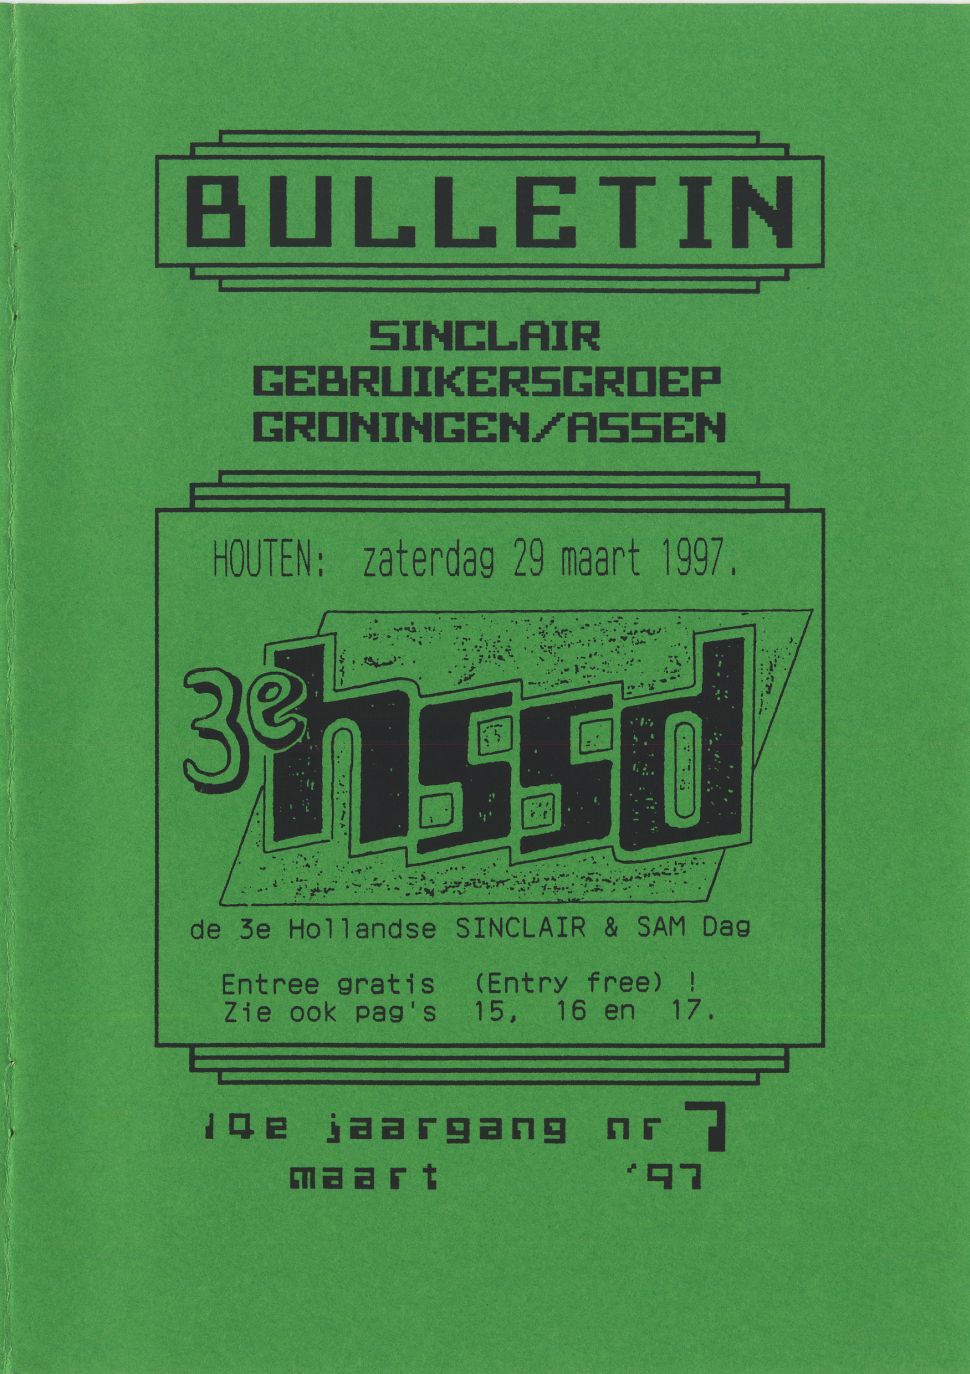 BULLETIN
SINCLAIR
GEBRUIKERSGROEP
GRONINGEN/ASSEN
HOUTEN: zaterdag 29 maart 1997.
3e hssd
de 3e Hollandse SINCLAIR & SAM Dag
Entree gratis (Entry free) !
Zie ook pag's 15, 16 en 17.
14e jaargang nr 7
maart '97